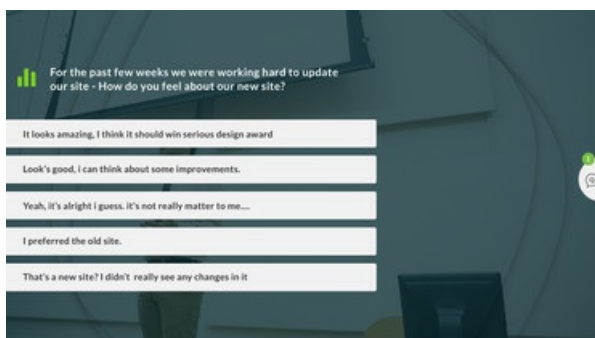 For the past few weeks we were working hard to update
our site - How do you feel about our new site?
It looks amazing, I think it should win serious design award
Look's good, i can think about some improvements.
Yeah, it's alright i guess. it's not really matter to me....
I preferred the old site.
That's a new site? I didn't really see any changes in it